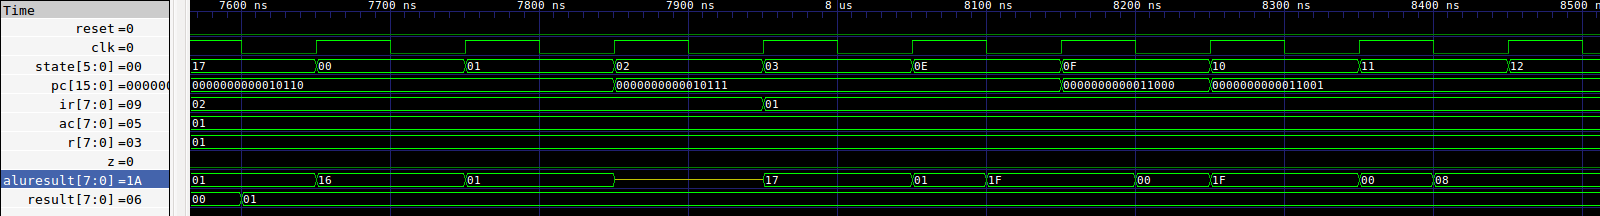 Time 7600 ns 7700 ns 7800 ns 7900 ns 8 us 8100 ns 8200 ns 8300 ns 8400 ns 8500 n
reset=0
clk=0
state[5:0]=00 17 00 01 02 03 0E 0F 10 11 12
pc[15:0]=000000 0000000000010110 0000000000010111 0000000000011000 0000000000011001
ir[7:0]=09 02 01
ac[7:0]=05 01
r[7:0]=03 01
z=0
aluresult[7:0]=1A 01 16 01 17 01 1F 00 1F 00 08
result[7:0]=06 00 01